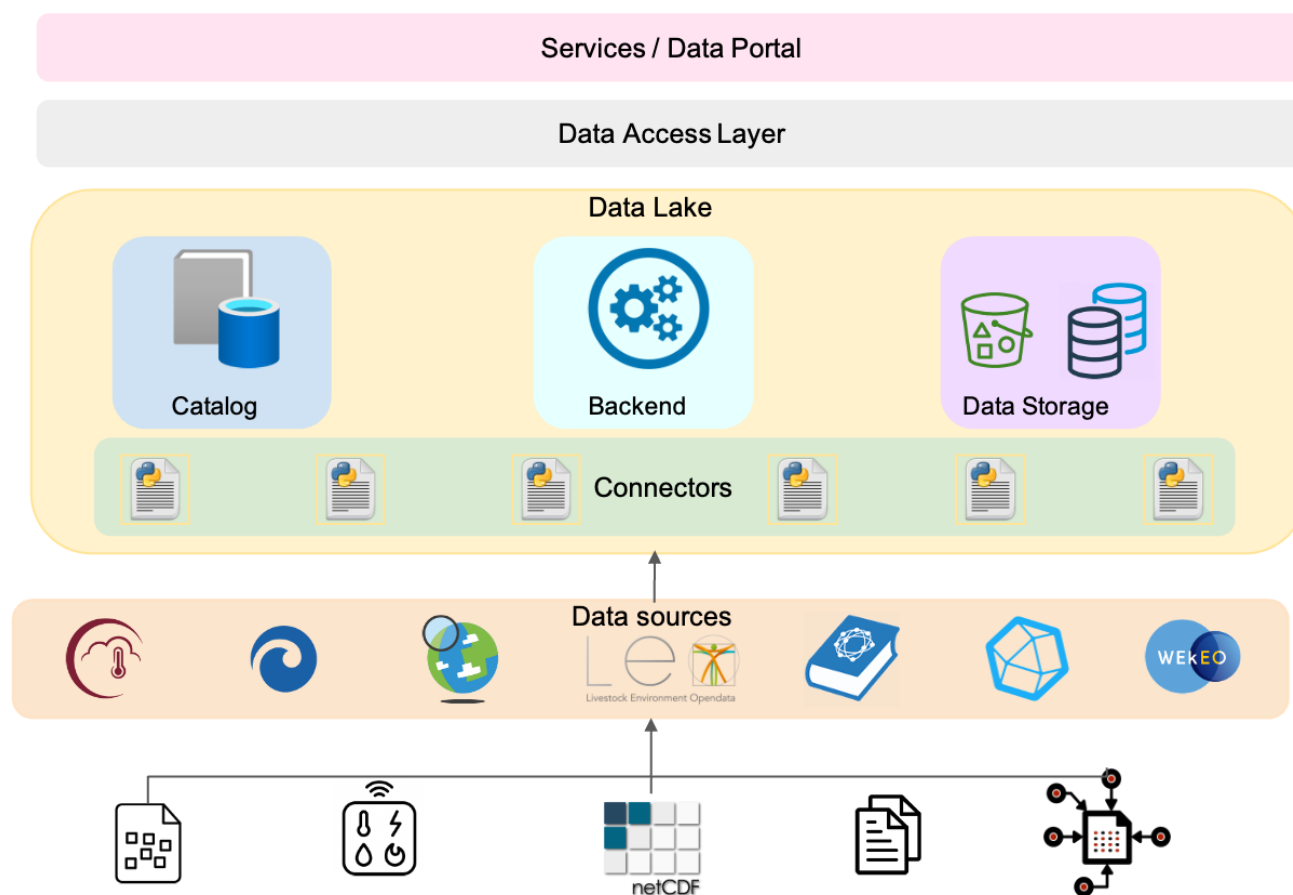 Services / Data Portal
Data Access Layer
Data Lake
Catalog
Backend
Data Storage
Connectors
Data sources
Leo
Livestock Environment Opendata
WEkEO
netCDF